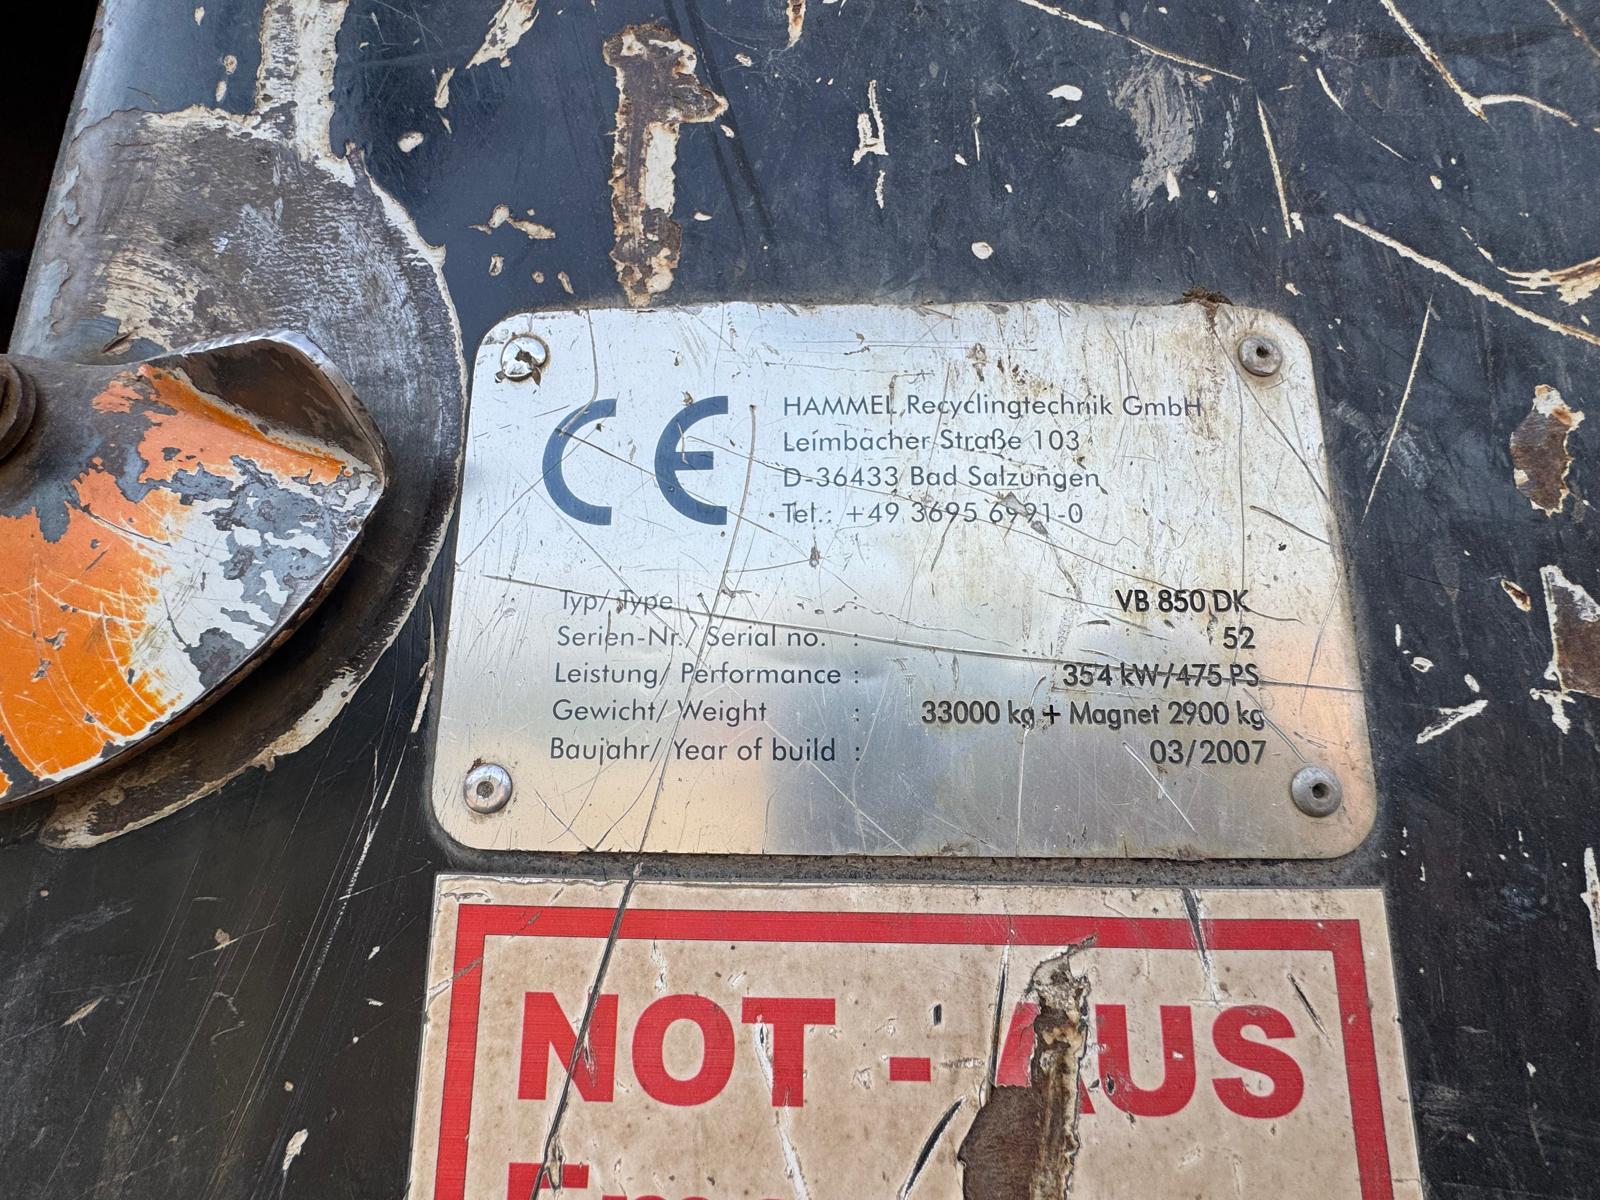 CE
HAMMEL Recyclingtechnik GmbH
Leimbacher Straße 103
D-36433 Bad Salzungen
Tel.: +49 3695 6991-0
Typ/ Type VB 850 DK
Serien-Nr./ Serial no. : 52
Leistung/ Performance : 354 kW/475 PS
Gewicht/ Weight : 33000 kg + Magnet 2900 kg
Baujahr/ Year of build : 03/2007
NOT - AUS